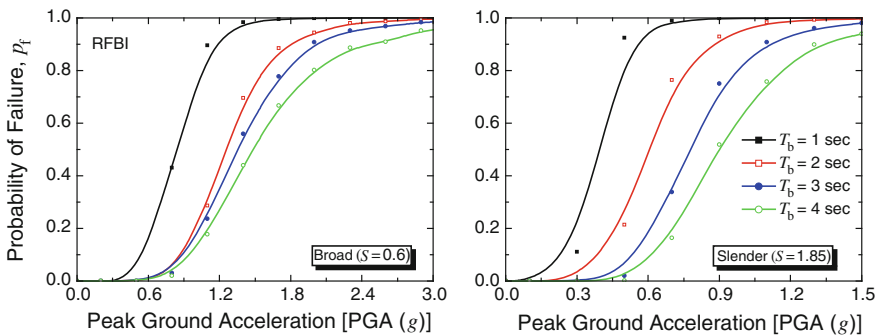 Probability of Failure, pf
1.0
0.8
0.6
0.4
0.2
0.0
RFBI
Broad (S=0.6)
0.0 0.6 1.2 1.8 2.4 3.0
Peak Ground Acceleration [PGA (g)]
1.0
0.8
0.6
0.4
0.2
0.0
Tb = 1 sec
Tb = 2 sec
Tb = 3 sec
Tb = 4 sec
Slender (S=1.85)
0.0 0.3 0.6 0.9 1.2 1.5
Peak Ground Acceleration [PGA (g)]